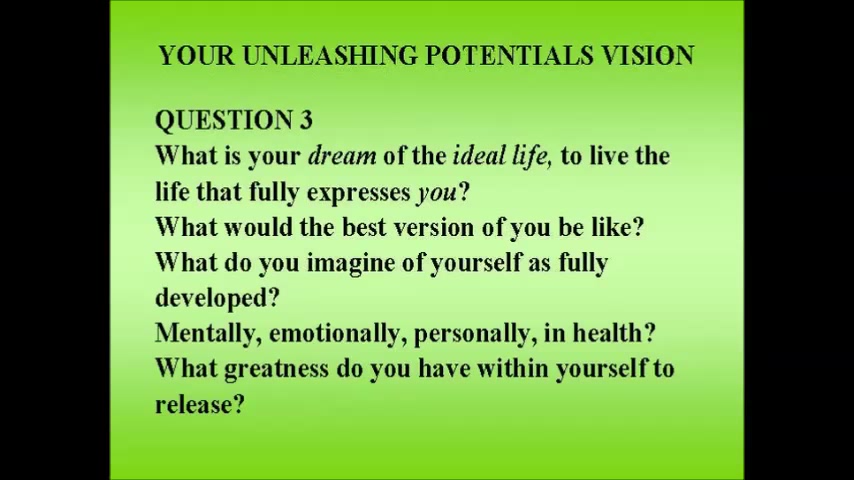 YOUR UNLEASHING POTENTIALS VISION
QUESTION 3
What is your dream of the ideal life, to live the
life that fully expresses you?
What would the best version of you be like?
What do you imagine of yourself as fully
developed?
Mentally, emotionally, personally, in health?
What greatness do you have within yourself to
release?